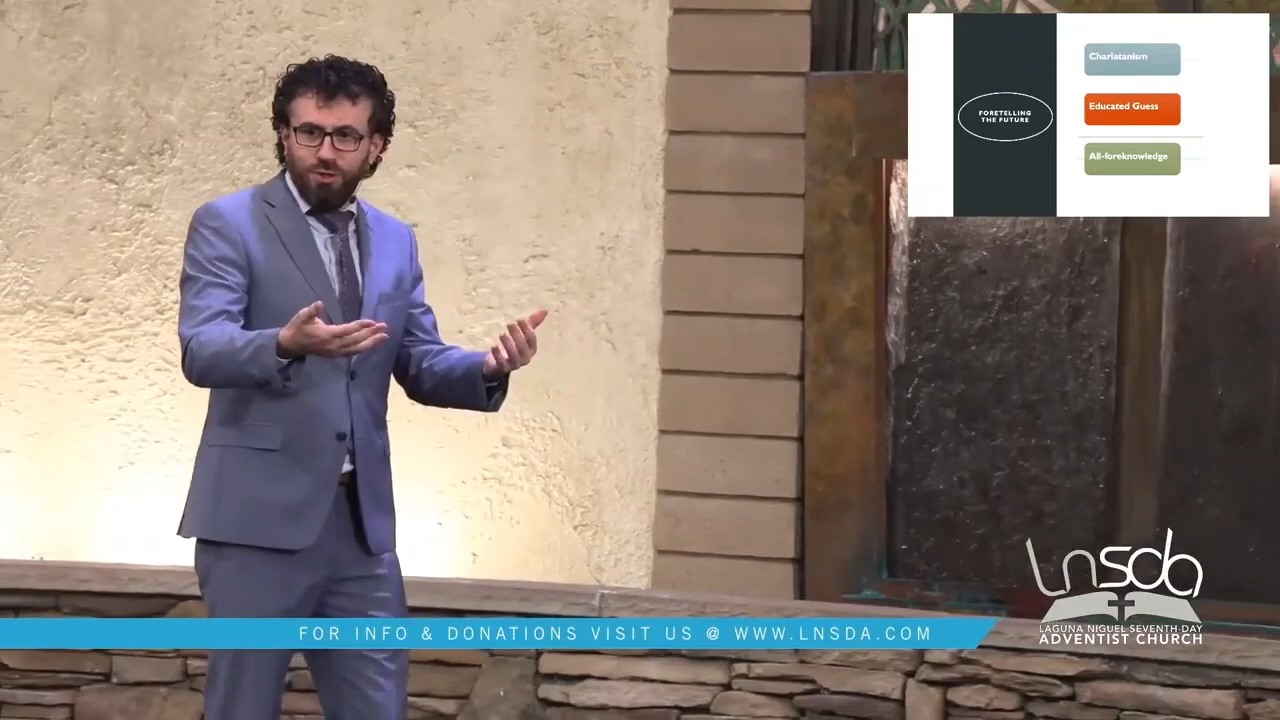 FORETELLING
THE FUTURE
Charlatanism
Educated Guess
All-foreknowledge
FOR INFO & DONATIONS VISIT US @ WWW.LNSDA.COM
LNSDA
LAGUNA NIGUEL SEVENTH-DAY
ADVENTIST CHURCH